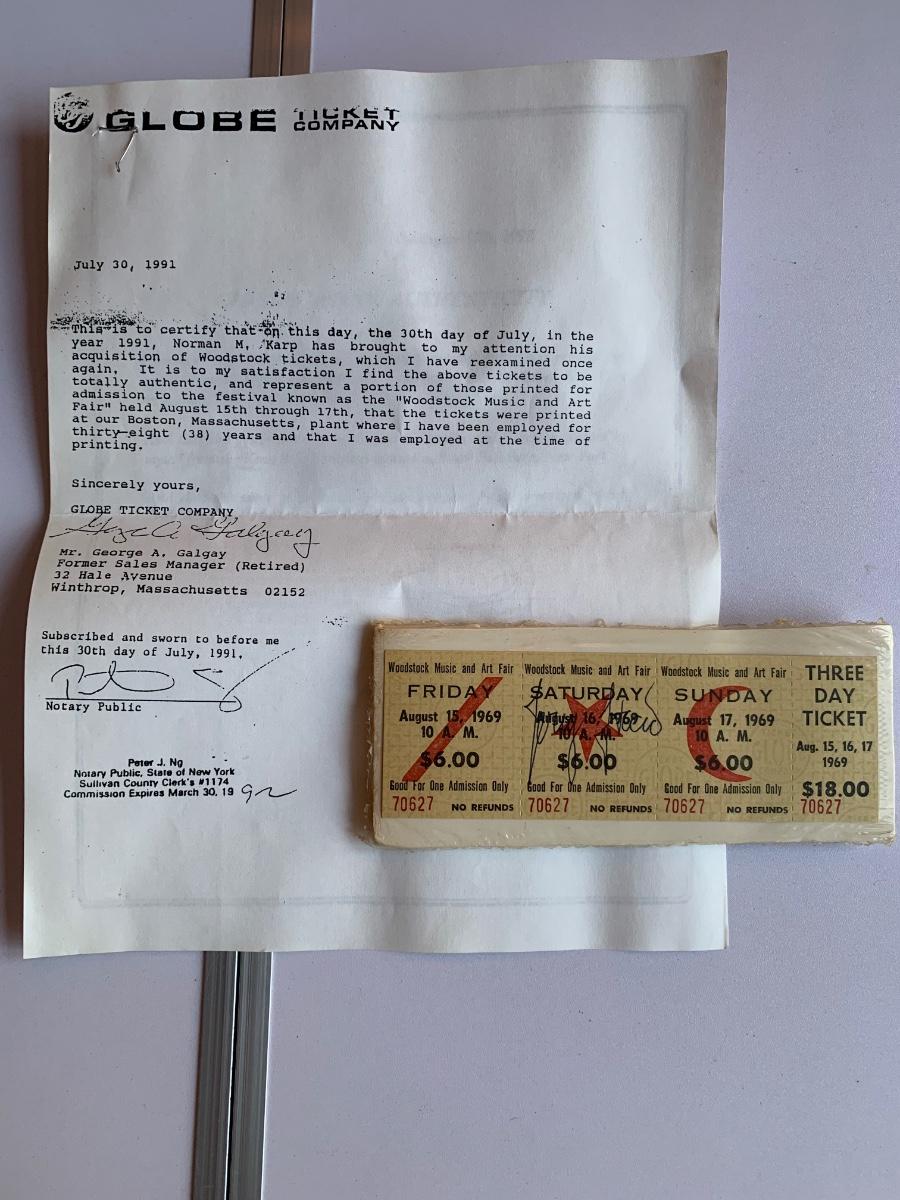 GLOBE TICKET COMPANY
July 30, 1991
This is to certify that on this day, the 30th day of July, in the
year 1991, Norman M. Karp has brought to my attention his
acquisition of Woodstock tickets, which I have reexamined once
again. It is to my satisfaction I find the above tickets to be
totally authentic, and represent a portion of those printed for
admission to the festival known as the "Woodstock Music and Art
Fair" held August 15th through 17th, that the tickets were printed
at our Boston, Massachusetts, plant where I have been employed for
thirty-eight (38) years and that I was employed at the time of
printing.
Sincerely yours,
GLOBE TICKET COMPANY
George A. Galgay
Mr. George A. Galgay
Former Sales Manager (Retired)
32 Hale Avenue
Winthrop, Massachusetts 02152
Subscribed and sworn to before me
this 30th day of July, 1991.
Notary Public
Peter J. Ng
Notary Public, State of New York
Sullivan County Clerk's #1174
Commission Expires March 30, 19 92
Woodstock Music and Art Fair
FRIDAY
August 15, 1969
10 A. M.
$6.00
Good For One Admission Only
70627 NO REFUNDS
Woodstock Music and Art Fair
SATURDAY
August 16, 1969
10 A. M.
$6.00
Good For One Admission Only
70627 NO REFUNDS
Woodstock Music and Art Fair
SUNDAY
August 17, 1969
10 A. M.
$6.00
Good For One Admission Only
70627 NO REFUNDS
THREE
DAY
TICKET
Aug. 15, 16, 17
1969
$18.00
70627